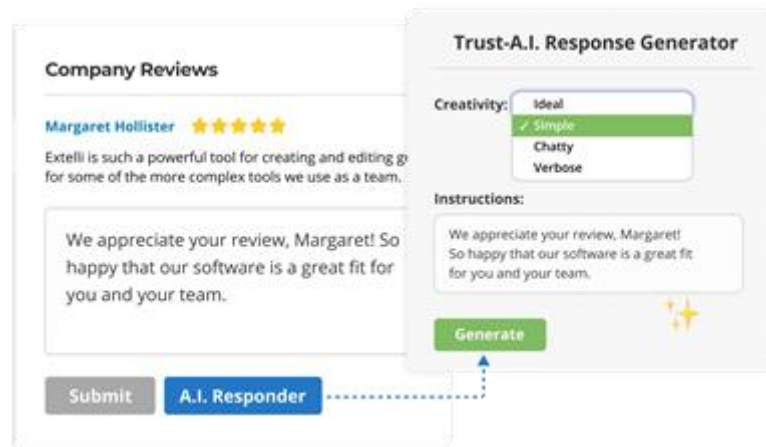 Company Reviews
Margaret Hollister
Extelli is such a powerful tool for creating and editing
for some of the more complex tools we use as a team.
We appreciate your review, Margaret! So
happy that our software is a great fit for
you and your team.
Submit
A.I. Responder
Trust-A.I. Response Generator
Creativity:
Ideal
✓ Simple
Chatty
Verbose
Instructions:
We appreciate your review, Margaret!
So happy that our software is a great fit
for you and your team.
Generate